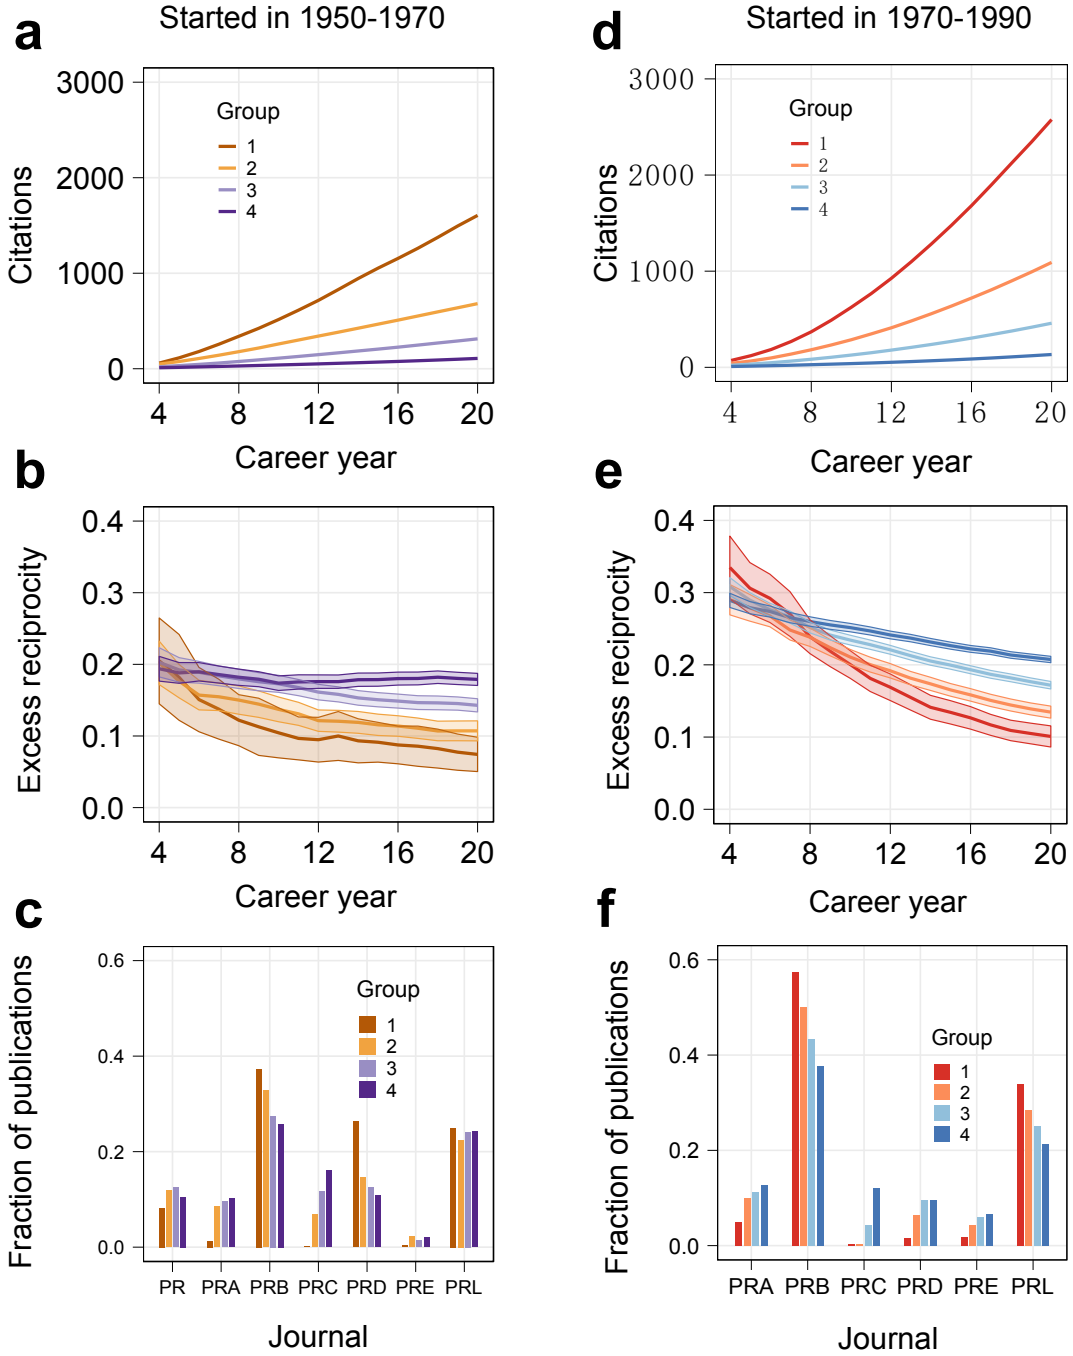 a
Started in 1950-1970
3000
2000
1000
0
Citations
Group
1
2
3
4
4 8 12 16 20
Career year
b
0.4
0.3
0.2
0.1
0.0
Excess reciprocity
4 8 12 16 20
Career year
c
0.6
0.4
0.2
0.0
Fraction of publications
Group
1
2
3
4
PR PRA PRB PRC PRD PRE PRL
Journal
d
Started in 1970-1990
3000
2000
1000
0
Citations
Group
1
2
3
4
4 8 12 16 20
Career year
e
0.4
0.3
0.2
0.1
0.0
Excess reciprocity
4 8 12 16 20
Career year
f
0.6
0.4
0.2
0.0
Fraction of publications
Group
1
2
3
4
PRA PRB PRC PRD PRE PRL
Journal